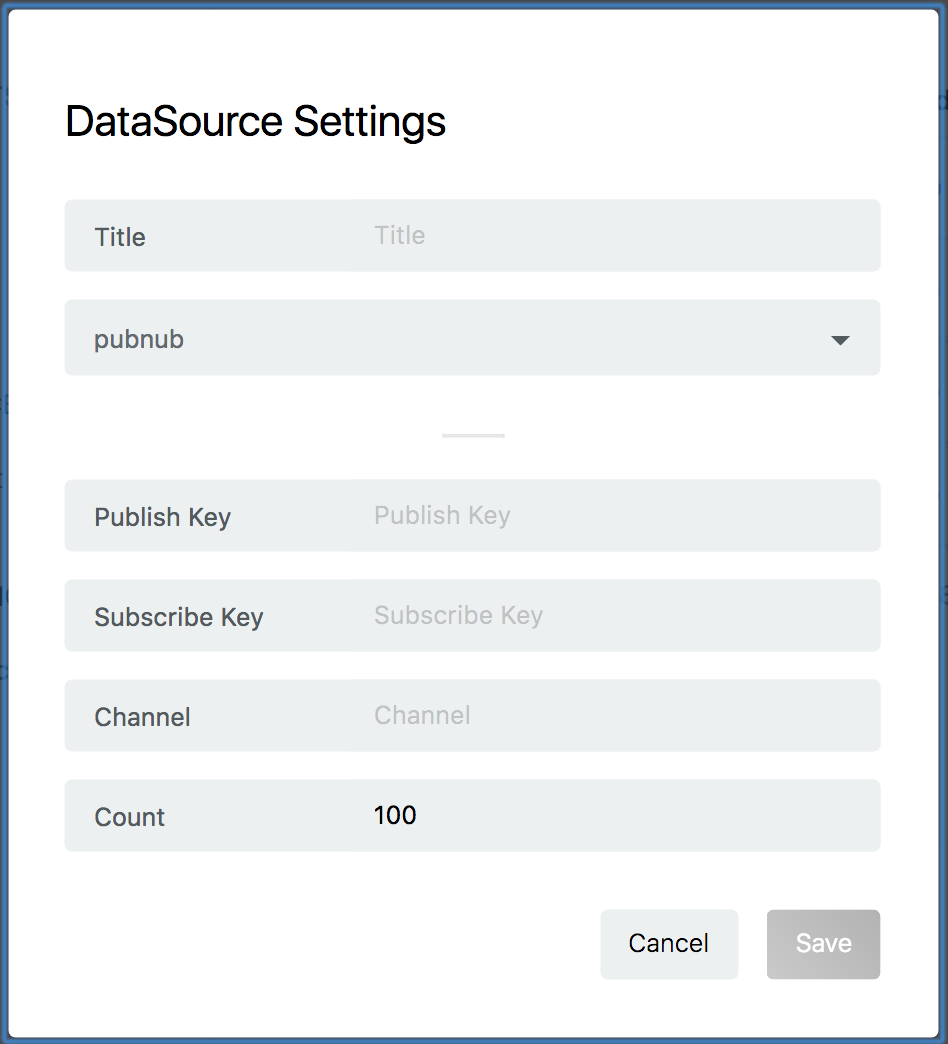 DataSource Settings
Title Title
pubnub
Publish Key Publish Key
Subscribe Key Subscribe Key
Channel Channel
Count 100
Cancel Save